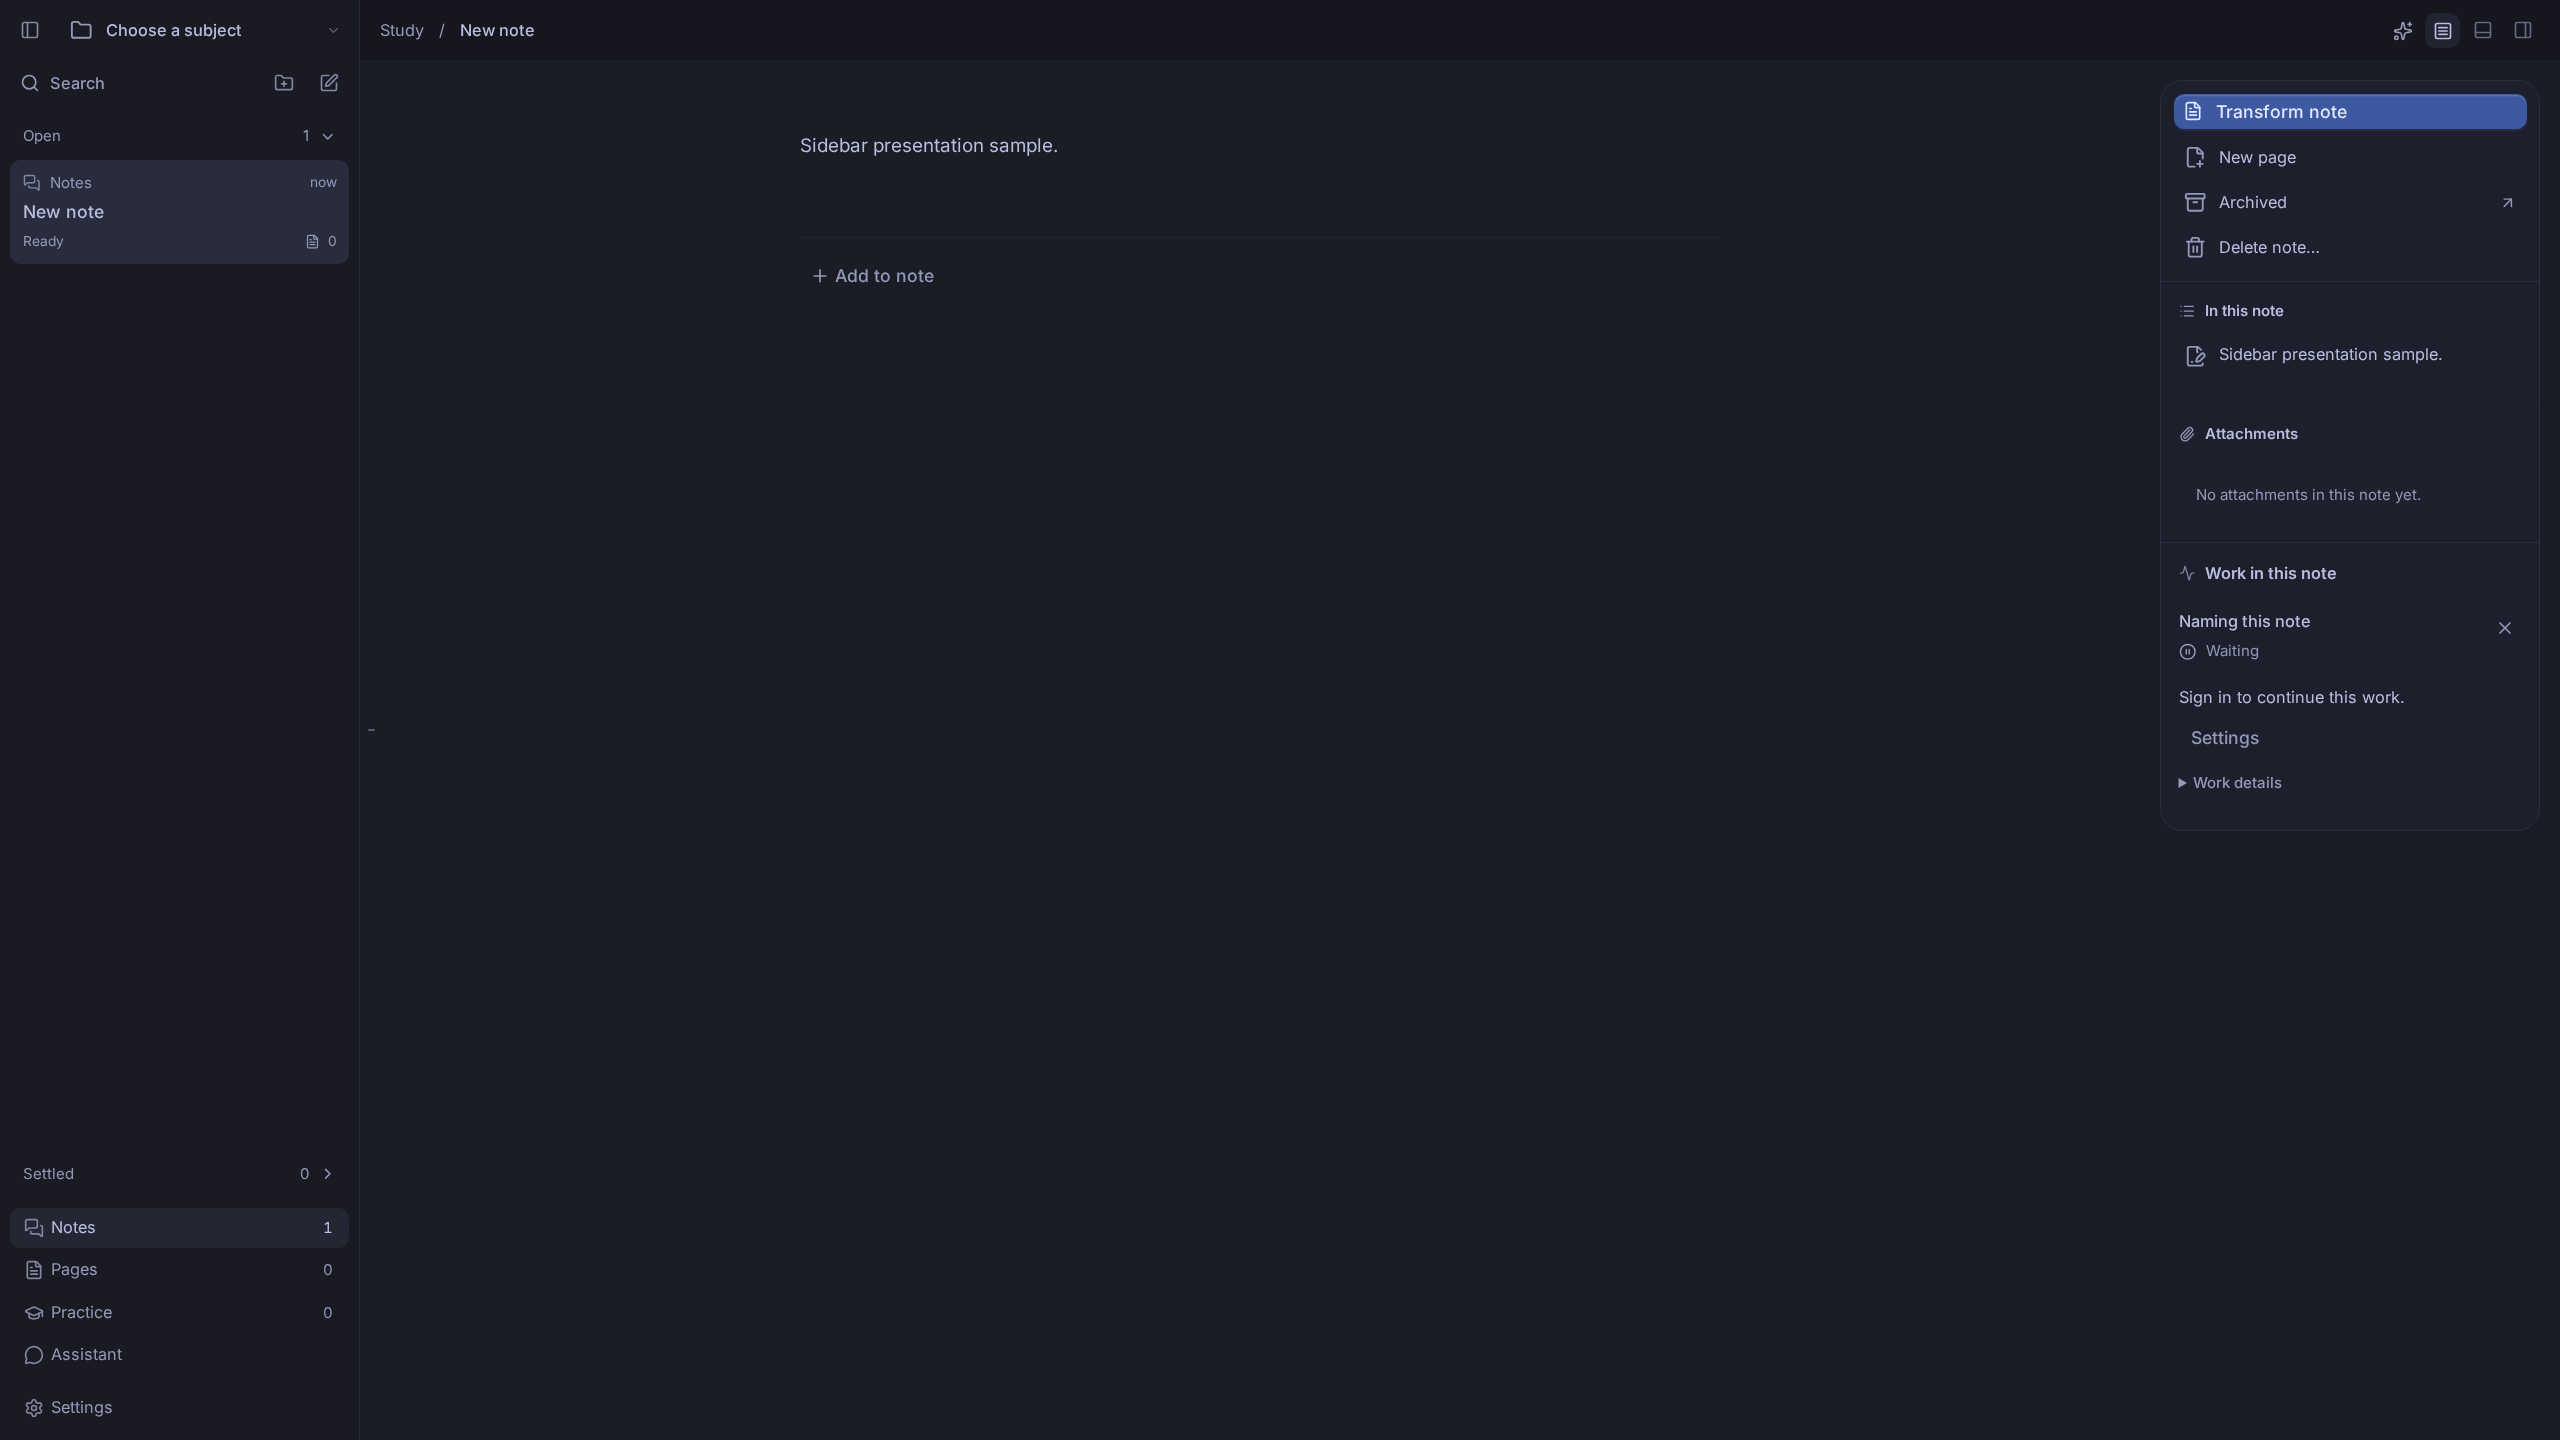 Choose a subject
Search
Open 1
Notes now
New note
Ready 0
Settled 0
Notes 1
Pages 0
Practice 0
Assistant
Settings
Study / New note
Sidebar presentation sample.
Add to note
Transform note
New page
Archived
Delete note...
In this note
Sidebar presentation sample.
Attachments
No attachments in this note yet.
Work in this note
Naming this note
Waiting
Sign in to continue this work.
Settings
Work details